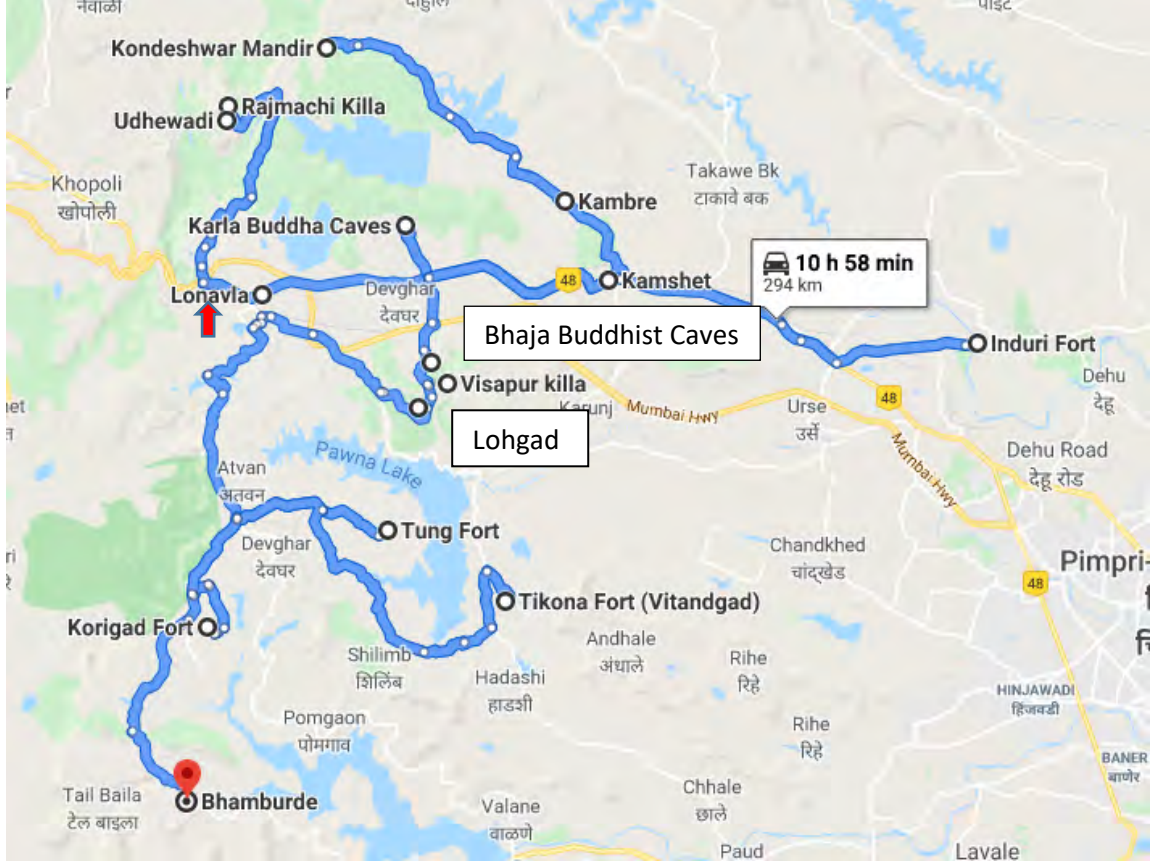 नेवाळी
दाहुलि
पाइट
Kondeshwar Mandir
Rajmachi Killa
Udhewadi
Takawe Bk
टाकावे बक
Khopoli
खोपोली
Kambre
Karla Buddha Caves
10 h 58 min
294 km
48
Kamshet
Lonavla
Devghar
देवघर
Bhaja Buddhist Caves
Induri Fort
Visapur killa
Dehu
देहू
Karunj
Mumbai Hwy
Urse
उर्से
48
Lohgad
Mumbai Hwy
Dehu Road
देहू रोड
Pawna Lake
Atvan
अतवन
Tung Fort
Devghar
देवघर
Chandkhed
चांदखेड
Pimpri-
48
Tikona Fort (Vitandgad)
Korigad Fort
Andhale
अंधाले
Shilimb
शिलिंब
Hadashi
हाडशी
Rihe
रिहे
HINJAWADI
हिंजवडी
Pomgaon
पोमगाव
Rihe
रिहे
BANER
बाणेर
Tail Baila
टेल बाइला
Bhamburde
Chhale
छाले
Valane
वाळणे
Paud
Lavale